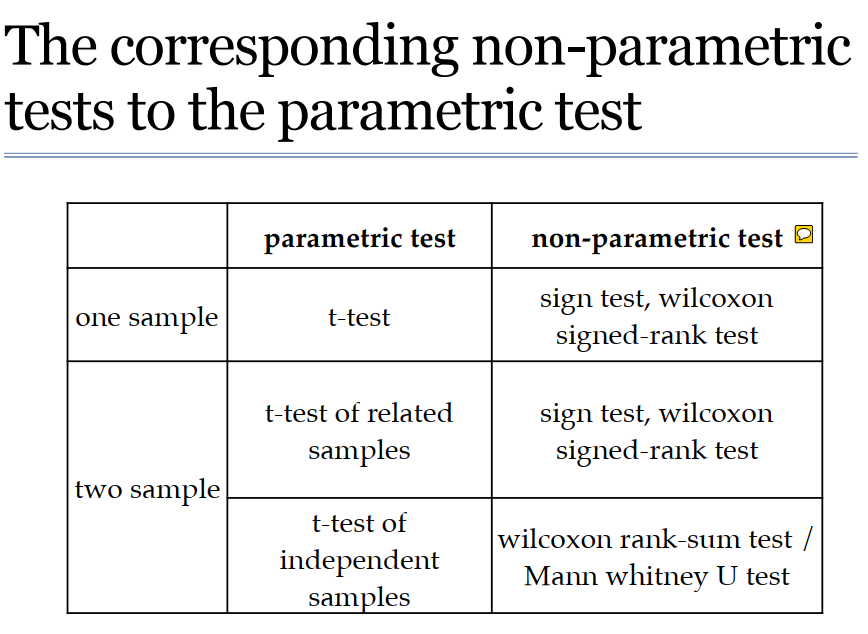 The corresponding non-parametric
tests to the parametric test
parametric test
non-parametric test
one sample
t-test
sign test, wilcoxon
signed-rank test
two sample
t-test of related
samples
sign test, wilcoxon
signed-rank test
t-test of
independent
samples
wilcoxon rank-sum test /
Mann whitney U test